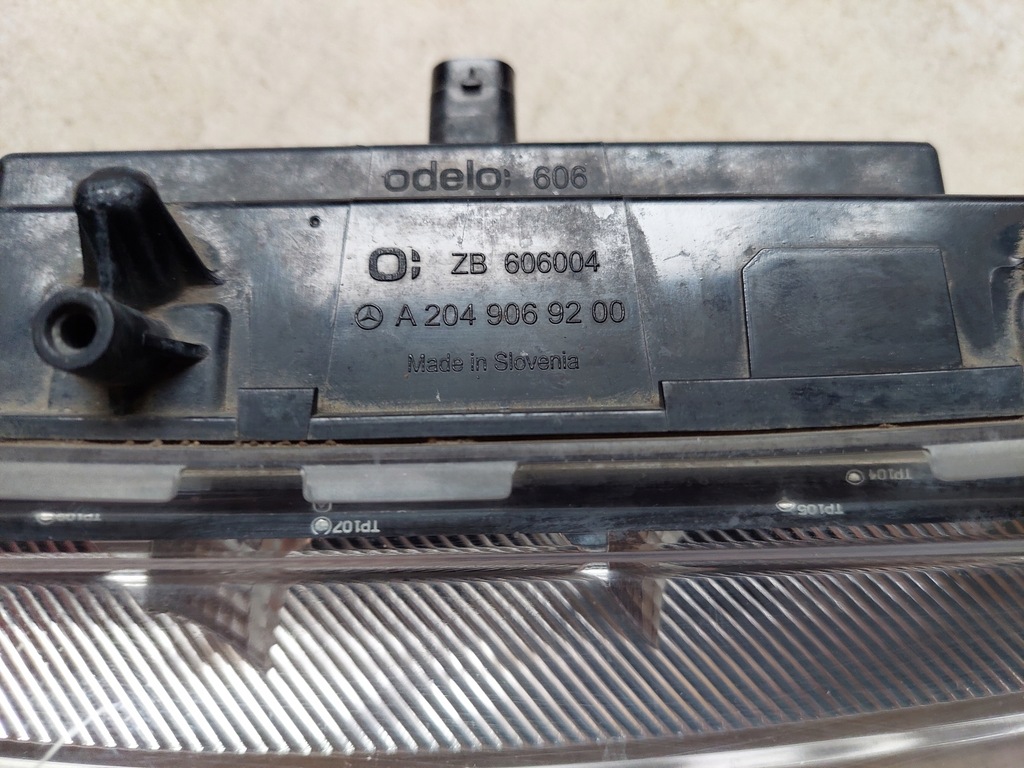 odelo: 606
O: ZB 606004
A 204 906 92 00
Made in Slovenia
TP104
TP105
TP107